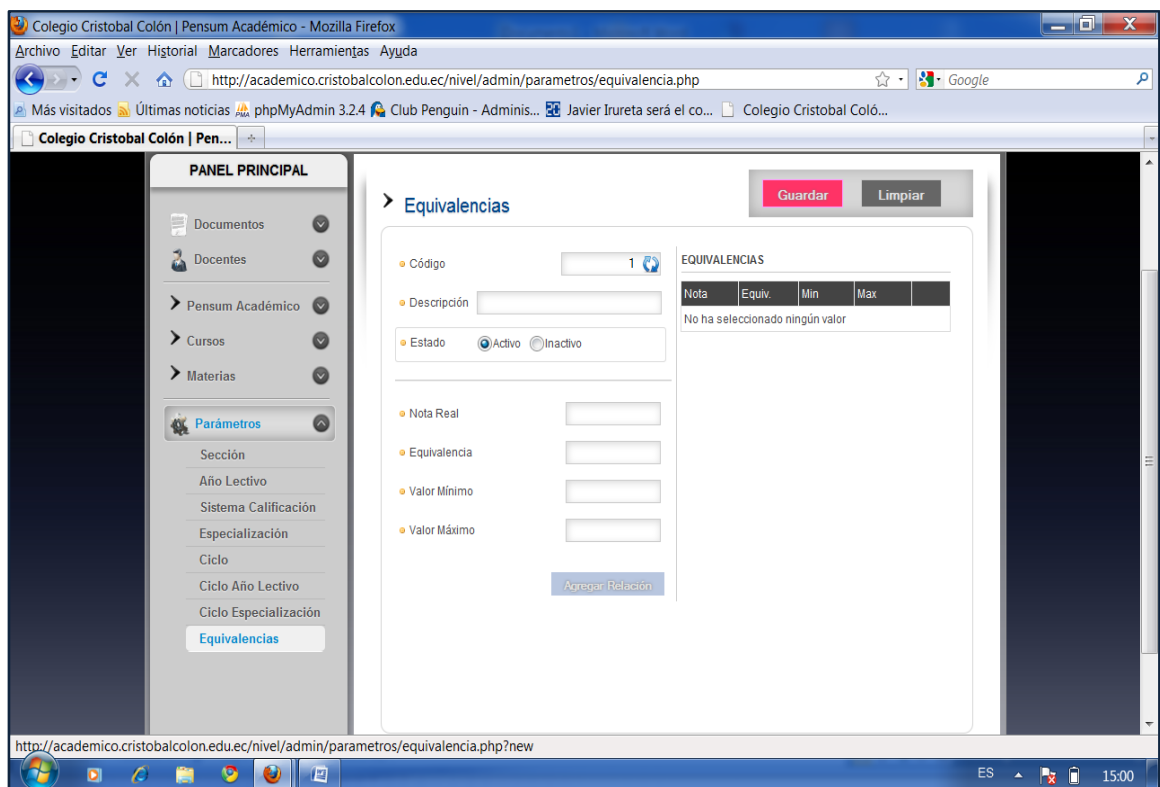 Colegio Cristobal Colón | Pensum Académico - Mozilla Firefox
Archivo Editar Ver Historial Marcadores Herramientas Ayuda
http://academico.cristobalcolon.edu.ec/nivel/admin/parametros/equivalencia.php
Google
Más visitados Últimas noticias phpMyAdmin 3.2.4 Club Penguin - Adminis... Javier Irureta será el co... Colegio Cristobal Coló...
Colegio Cristobal Colón | Pen...
PANEL PRINCIPAL
Documentos
Docentes
Pensum Académico
Cursos
Materias
Parámetros
Sección
Año Lectivo
Sistema Calificación
Especialización
Ciclo
Ciclo Año Lectivo
Ciclo Especialización
Equivalencias
Equivalencias
Guardar Limpiar
Código 1
Descripción
Estado Activo Inactivo
Nota Real
Equivalencia
Valor Mínimo
Valor Máximo
Agregar Relación
EQUIVALENCIAS
Nota Equiv. Min Max
No ha seleccionado ningún valor
http://academico.cristobalcolon.edu.ec/nivel/admin/parametros/equivalencia.php?new
ES 15:00